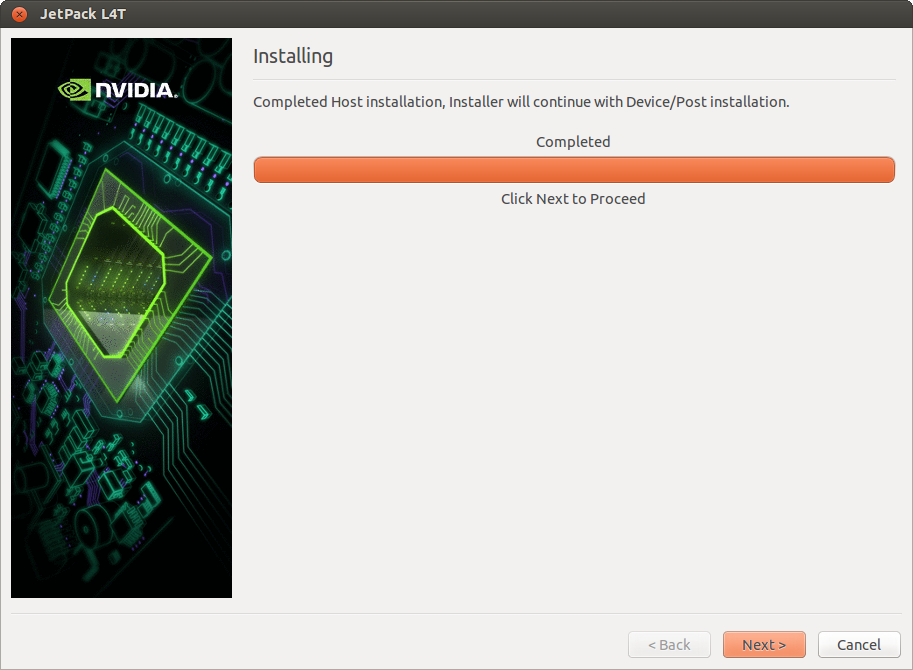 JetPack L4T
NVIDIA.
Installing
Completed Host installation, Installer will continue with Device/Post installation.
Completed
Click Next to Proceed
< Back
Next >
Cancel